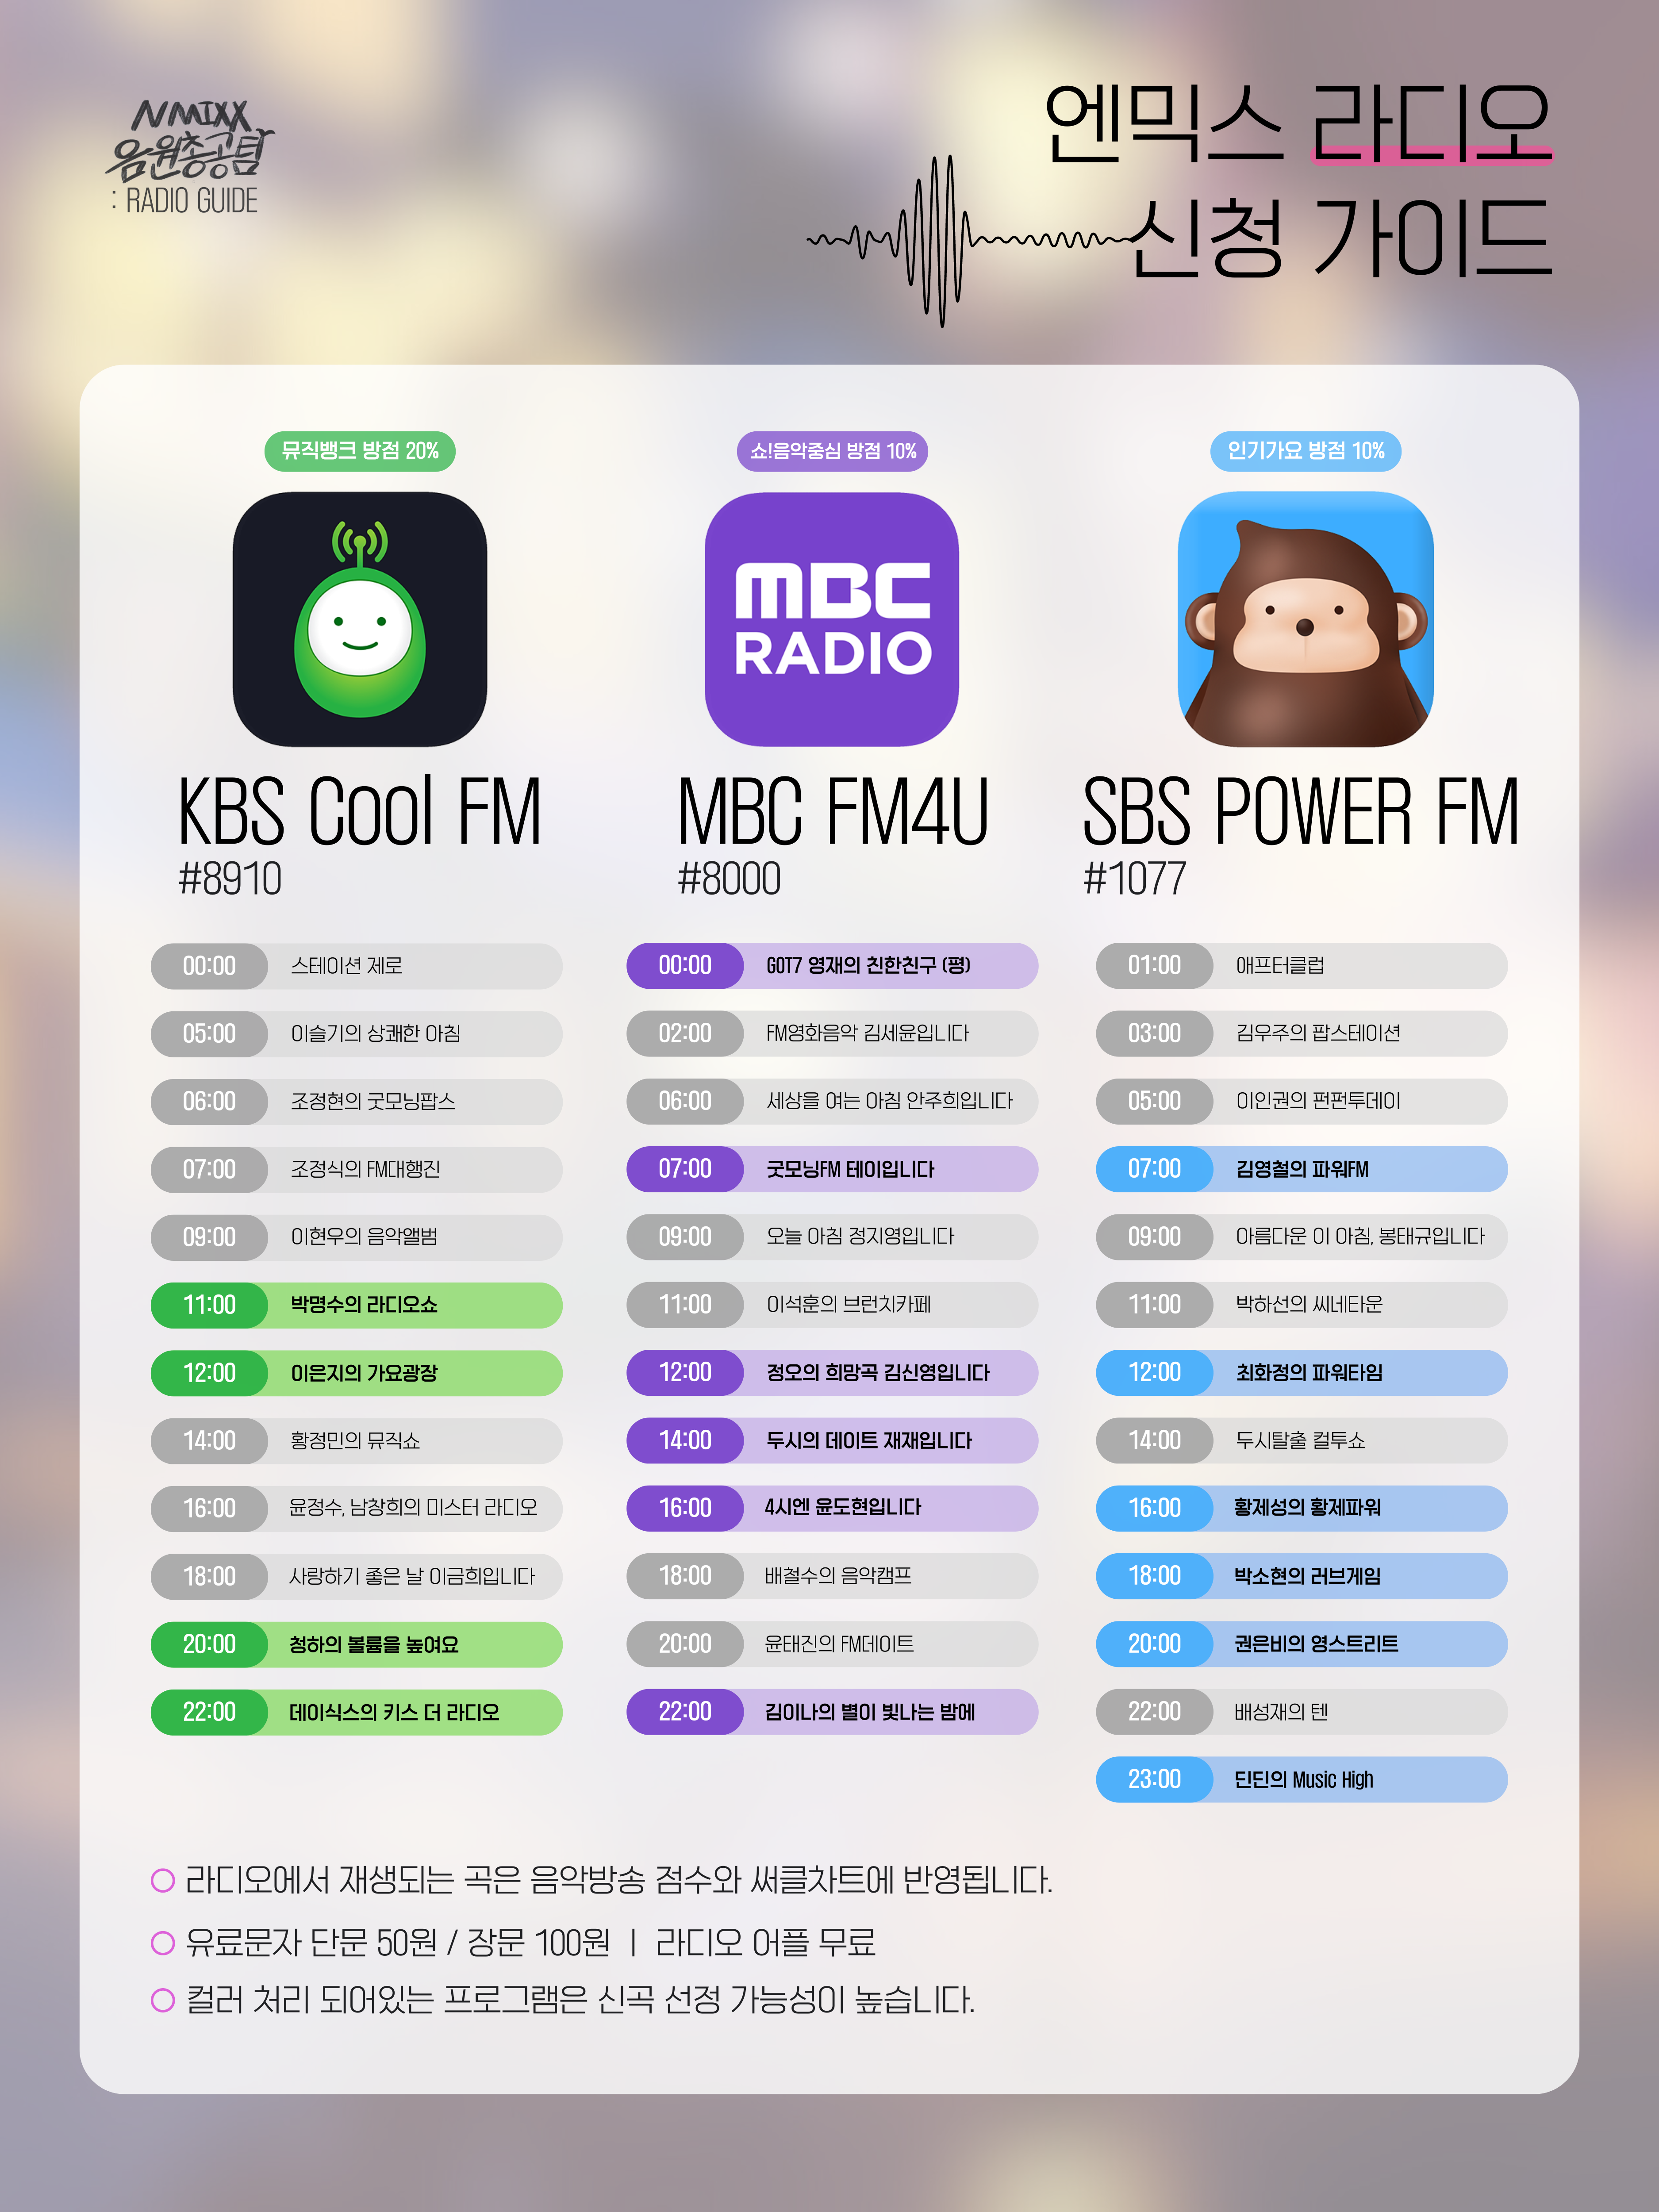 NMIXX
음원총공팀
: RADIO GUIDE
엔믹스 라디오
신청 가이드
뮤직뱅크 방점 20%
KBS Cool FM
#8910
00:00 스테이션 제로
05:00 이슬기의 상쾌한 아침
06:00 조정현의 굿모닝팝스
07:00 조정식의 FM대행진
09:00 이현우의 음악앨범
11:00 박명수의 라디오쇼
12:00 이은지의 가요광장
14:00 황정민의 뮤직쇼
16:00 윤정수, 남창희의 미스터 라디오
18:00 사랑하기 좋은 날 이금희입니다
20:00 청하의 볼륨을 높여요
22:00 데이식스의 키스 더 라디오
쇼!음악중심 방점 10%
MBC
RADIO
MBC FM4U
#8000
00:00 GOT7 영재의 친한친구 (평)
02:00 FM영화음악 김세윤입니다
06:00 세상을 여는 아침 안주희입니다
07:00 굿모닝FM 테이입니다
09:00 오늘 아침 정지영입니다
11:00 이석훈의 브런치카페
12:00 정오의 희망곡 김신영입니다
14:00 두시의 데이트 재재입니다
16:00 4시엔 윤도현입니다
18:00 배철수의 음악캠프
20:00 윤태진의 FM데이트
22:00 김이나의 별이 빛나는 밤에
인기가요 방점 10%
SBS POWER FM
#1077
01:00 애프터클럽
03:00 김우주의 팝스테이션
05:00 이인권의 펀펀투데이
07:00 김영철의 파워FM
09:00 아름다운 이 아침, 봉태규입니다
11:00 박하선의 씨네타운
12:00 최화정의 파워타임
14:00 두시탈출 컬투쇼
16:00 황제성의 황제파워
18:00 박소현의 러브게임
20:00 권은비의 영스트리트
22:00 배성재의 텐
23:00 딘딘의 Music High
라디오에서 재생되는 곡은 음악방송 점수와 써클차트에 반영됩니다.
유료문자 단문 50원 / 장문 100원 | 라디오 어플 무료
컬러 처리 되어있는 프로그램은 신곡 선정 가능성이 높습니다.